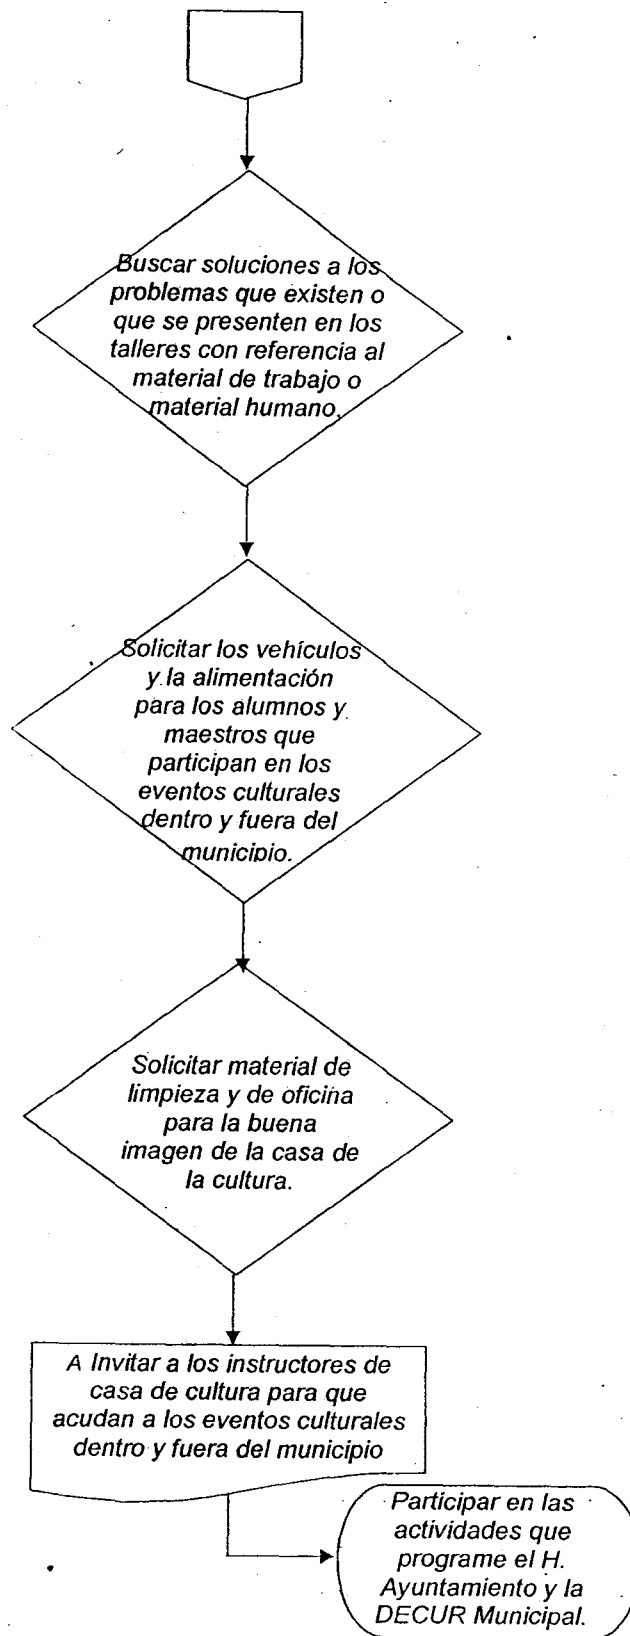 Buscar soluciones a los
problemas que existen o
que se presenten en los
talleres con referencia al
material de trabajo o
material humano.
Solicitar los vehículos
y la alimentación
para los alumnos y
maestros que
participan en los
eventos culturales
dentro y fuera del
municipio.
Solicitar material de
limpieza y de oficina
para la buena
imagen de la casa de
la cultura.
A Invitar a los instructores de
casa de cultura para que
acudan a los eventos culturales
dentro y fuera del municipio
Participar en las
actividades que
programe el H.
Ayuntamiento y la
DECUR Municipal.